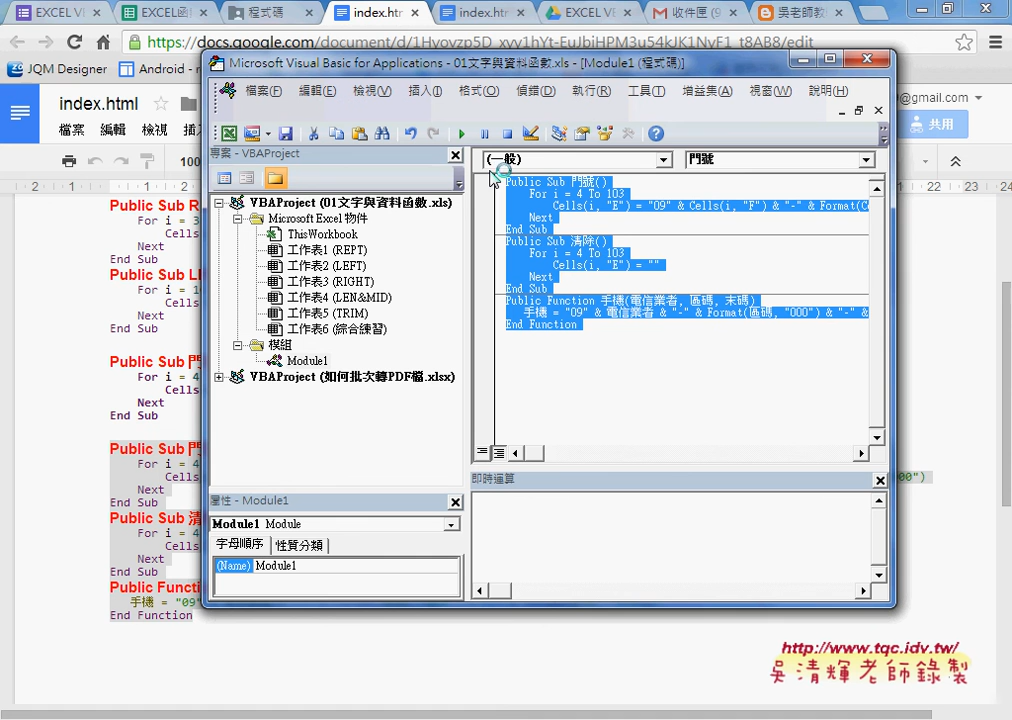 EXCEL V
EXCEL函
程式碼
index.htm
index.htm
EXCEL VE
收件匣 (9
吳老師教
https://docs.google.com/document/d/1Hyovzp5D_xyv1hYt-EuJbiHPM3u54kJK1NyF1_t8AB8/edit
JQM Designer
Android -
index.html
@gmail.com
檔案 編輯 檢視 插
共用
100
2 1
22 23 24
Microsoft Visual Basic for Applications - 01文字與資料函數.xls - [Module1 (程式碼)]
檔案(F) 編輯(E) 檢視(V) 插入(I) 格式(O) 偵錯(D) 執行(R) 工具(T) 增益集(A) 視窗(W) 說明(H)
專案 - VBAProject
VBAProject (01文字與資料函數.xls)
Microsoft Excel 物件
ThisWorkbook
工作表1 (REPT)
工作表2 (LEFT)
工作表3 (RIGHT)
工作表4 (LEN&MID)
工作表5 (TRIM)
工作表6 (綜合練習)
模組
Module1
VBAProject (如何批次轉PDF檔.xlsx)
屬性 - Module1
Module1 Module
字母順序 性質分類
(Name) Module1
(一般) 門號
Public Sub 門號()
For i = 4 To 103
Cells(i, "E") = "09" & Cells(i, "F") & "-" & Format(C
Next
End Sub
Public Sub 清除()
For i = 4 To 103
Cells(i, "E") = ""
Next
End Sub
Public Function 手機(電信業者, 區碼, 末碼)
手機 = "09" & 電信業者 & "-" & Format(區碼, "000") & "-" &
End Function
即時運算
Public Sub R
For i = 3
Cells
Next
End Sub
Public Sub LE
For i = 1
Cells
Next
End Sub
Public Sub 門
For i = 4
Cells
Next
End Sub
Public Sub 門
For i = 4
Cells
00")
Next
End Sub
Public Sub 清
For i = 4
Cells
Next
End Sub
Public Functi
手機 = "09"
End Function
http://www.tqc.idv.tw/
吳清輝老師錄製